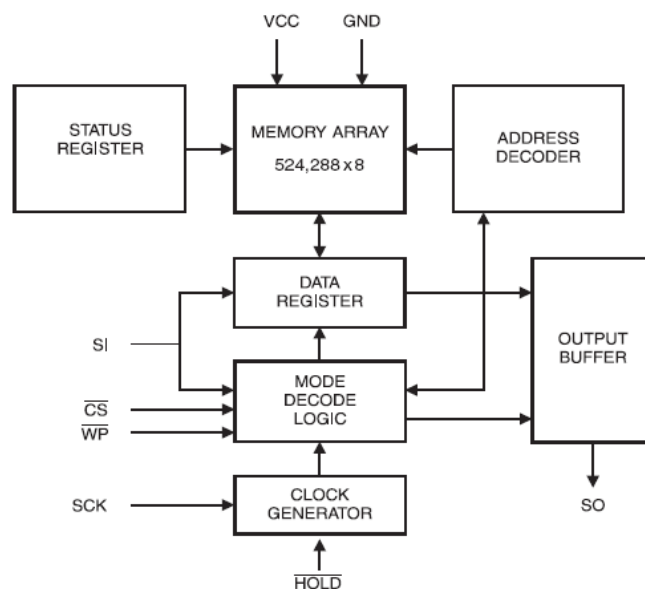 VCC
GND
STATUS
REGISTER
MEMORY ARRAY
524,288 x 8
ADDRESS
DECODER
DATA
REGISTER
SI
MODE
DECODE
LOGIC
OUTPUT
BUFFER
CS
WP
SCK
CLOCK
GENERATOR
SO
HOLD